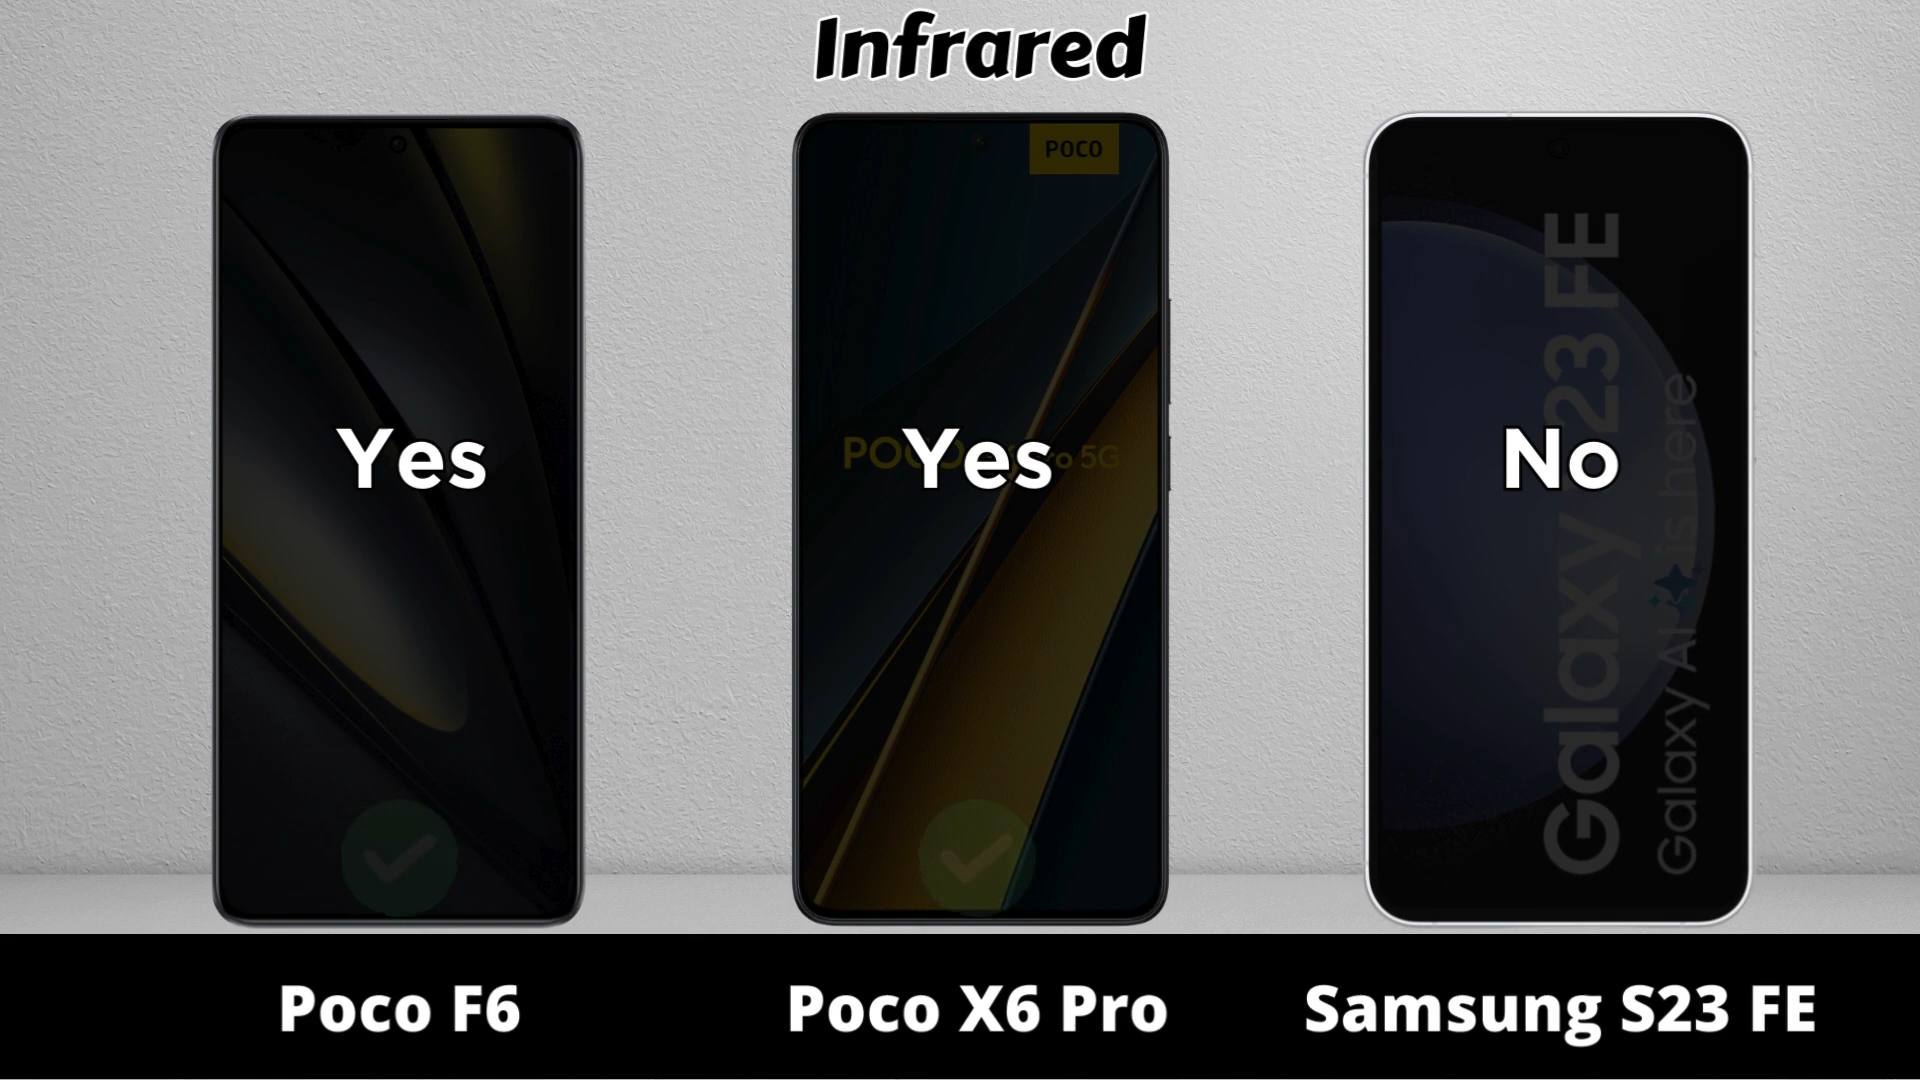 Infrared
POCO
Yes
Yes
5G
No
Galaxy S23 FE
Galaxy AI is here
Poco F6
Poco X6 Pro
Samsung S23 FE